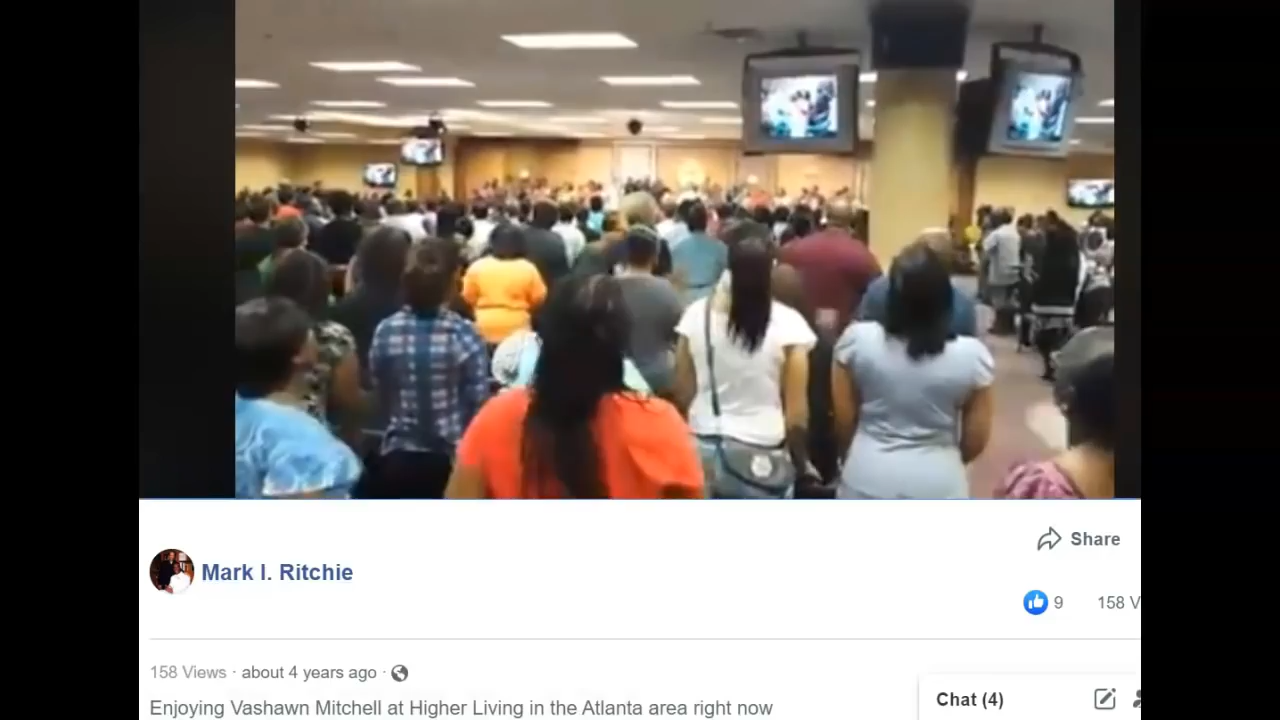 Share
Mark I. Ritchie
9 158 V
158 Views · about 4 years ago ·
Chat (4)
Enjoying Vashawn Mitchell at Higher Living in the Atlanta area right now